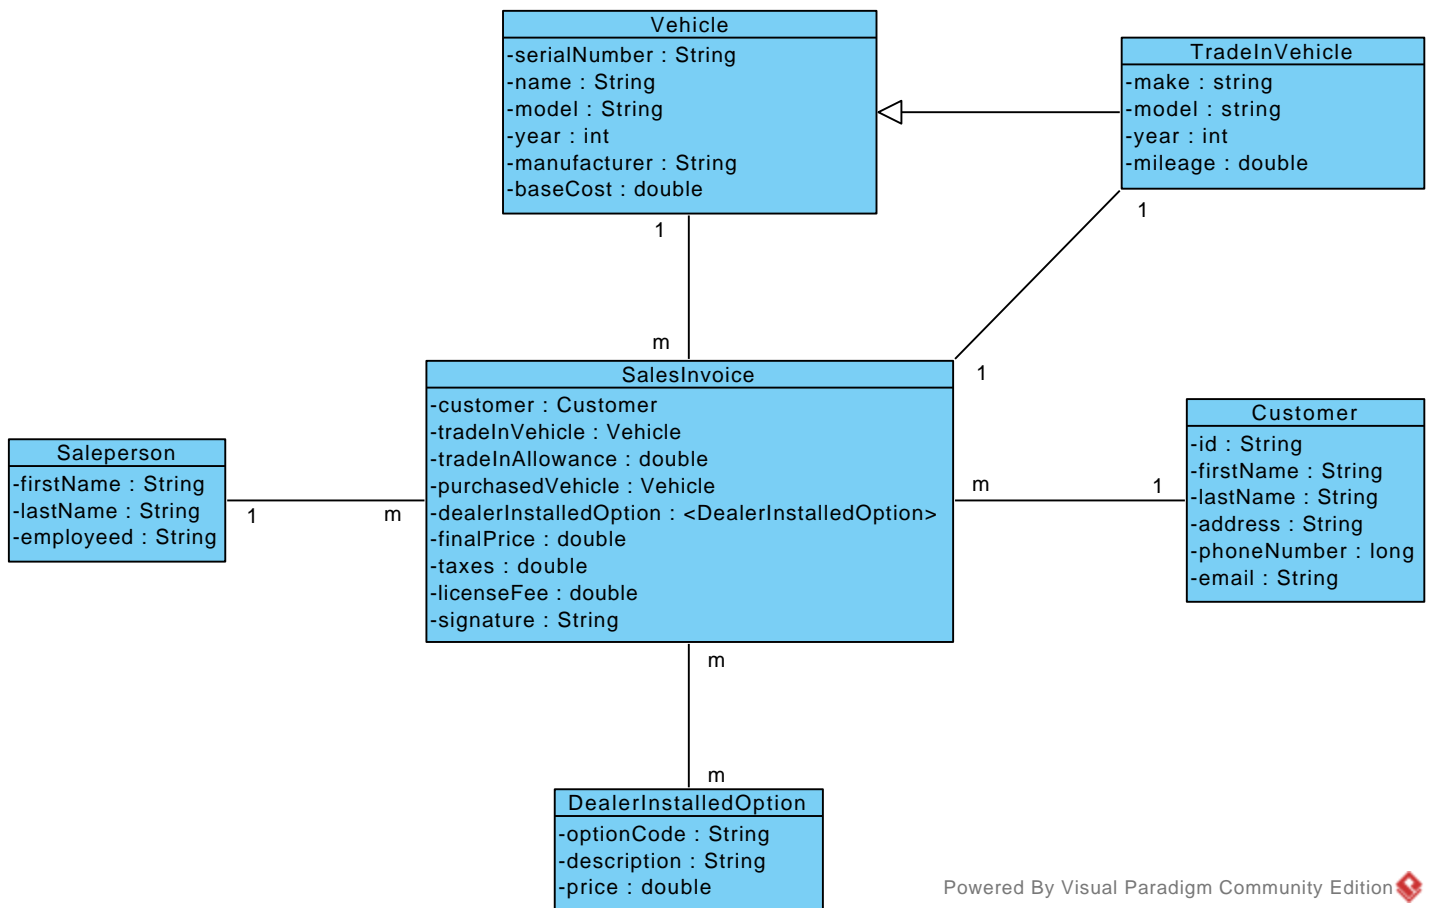 Vehicle
-serialNumber : String
-name : String
-model : String
-year : int
-manufacturer : String
-baseCost : double
TradeInVehicle
-make : string
-model : string
-year : int
-mileage : double
1
1
m
1
SalesInvoice
-customer : Customer
-tradeInVehicle : Vehicle
-tradeInAllowance : double
-purchasedVehicle : Vehicle
-dealerInstalledOption : <DealerInstalledOption>
-finalPrice : double
-taxes : double
-licenseFee : double
-signature : String
Saleperson
-firstName : String
-lastName : String
-employeed : String
1
m
m
1
Customer
-id : String
-firstName : String
-lastName : String
-address : String
-phoneNumber : long
-email : String
m
m
DealerInstalledOption
-optionCode : String
-description : String
-price : double
Powered By Visual Paradigm Community Edition